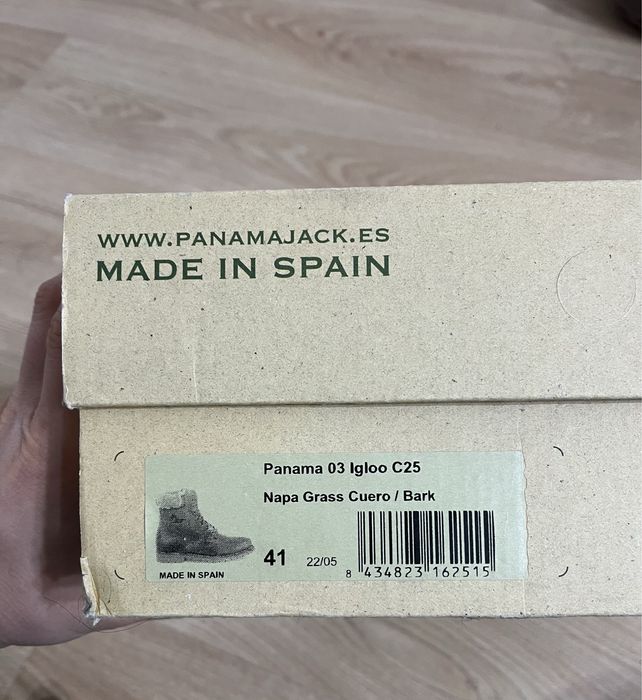 WWW.PANAMAJACK.ES
MADE IN SPAIN
Panama 03 Igloo C25
Napa Grass Cuero / Bark
41 22/05
8 434823 162515
MADE IN SPAIN